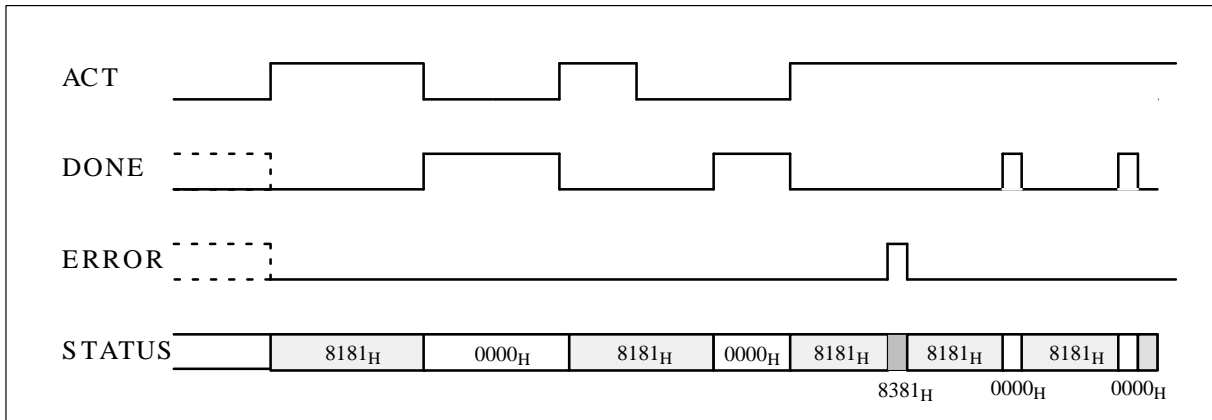 ACT
DONE
ERROR
STATUS 8181H 0000H 8181H 0000H 8181H 8181H 8181H
8381H 0000H 0000H